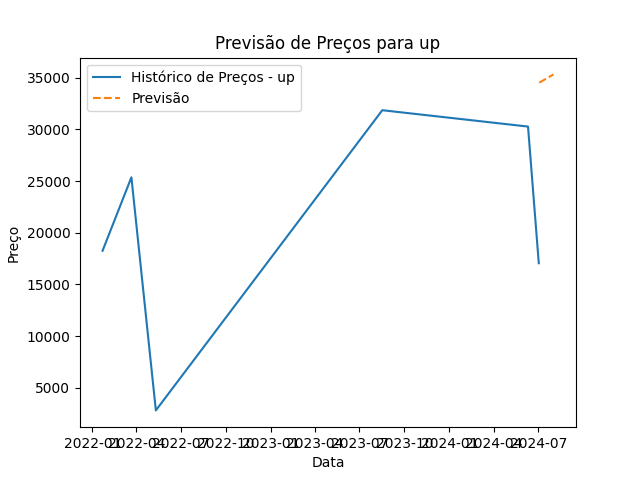 Previsão de Preços para up
Histórico de Preços - up
Previsão
35000
30000
25000
20000
15000
10000
5000
Preço
2022-01 2022-04 2022-07 2022-10 2023-01 2023-04 2023-07 2023-10 2024-01 2024-04 2024-07
Data